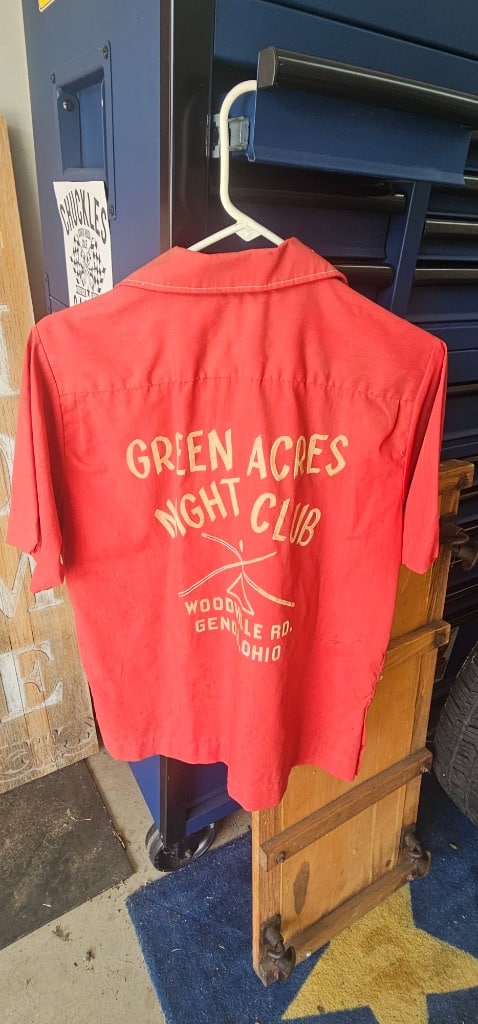 CHUCKLES
GREEN ACRES
NIGHT CLUB
WOODVILLE RD.
GENOA, OHIO